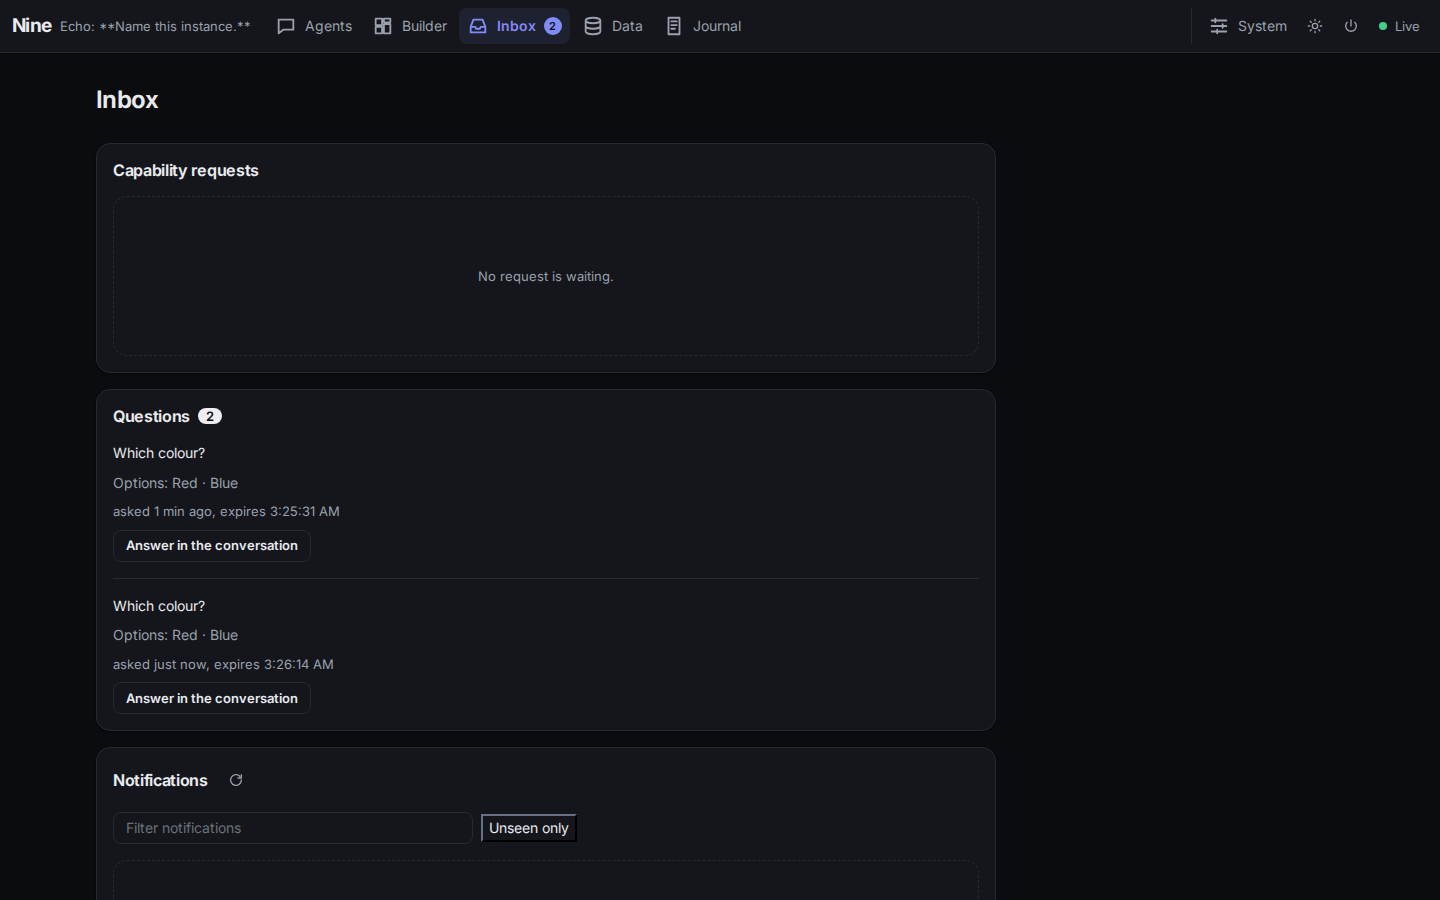 Nine Echo: **Name this instance.** Agents Builder Inbox 2 Data Journal System Live
Inbox
Capability requests
No request is waiting.
Questions 2
Which colour?
Options: Red · Blue
asked 1 min ago, expires 3:25:31 AM
Answer in the conversation
Which colour?
Options: Red · Blue
asked just now, expires 3:26:14 AM
Answer in the conversation
Notifications
Filter notifications Unseen only